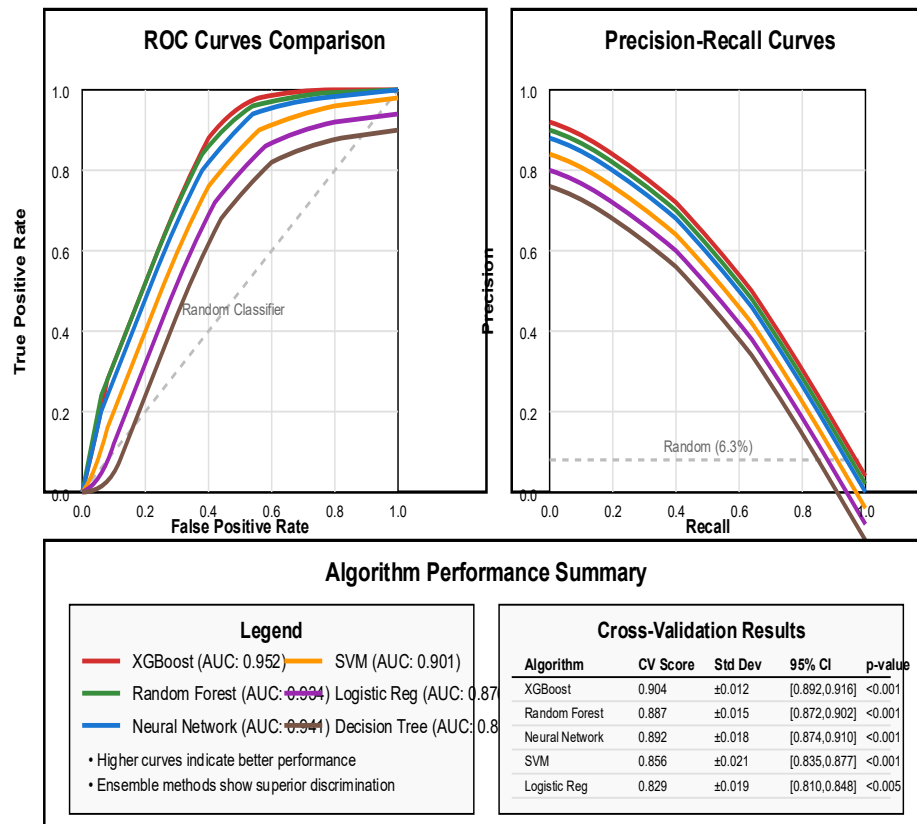 ROC Curves Comparison
1.0
0.8
0.6
0.4
0.2
0.0
True Positive Rate
Random Classifier
0.0 0.2 0.4 0.6 0.8 1.0
False Positive Rate
Precision-Recall Curves
1.0
0.8
0.6
0.4
0.2
0.0
Precision
Random (6.3%)
0.0 0.2 0.4 0.6 0.8 1.0
Recall
Algorithm Performance Summary
Legend
XGBoost (AUC: 0.952) SVM (AUC: 0.901)
Random Forest (AUC: 0.934) Logistic Reg (AUC: 0.87
Neural Network (AUC: 0.941) Decision Tree (AUC: 0.8
• Higher curves indicate better performance
• Ensemble methods show superior discrimination
Cross-Validation Results
Algorithm CV Score Std Dev 95% CI p-value
XGBoost 0.904 ±0.012 [0.892,0.916] <0.001
Random Forest 0.887 ±0.015 [0.872,0.902] <0.001
Neural Network 0.892 ±0.018 [0.874,0.910] <0.001
SVM 0.856 ±0.021 [0.835,0.877] <0.001
Logistic Reg 0.829 ±0.019 [0.810,0.848] <0.005